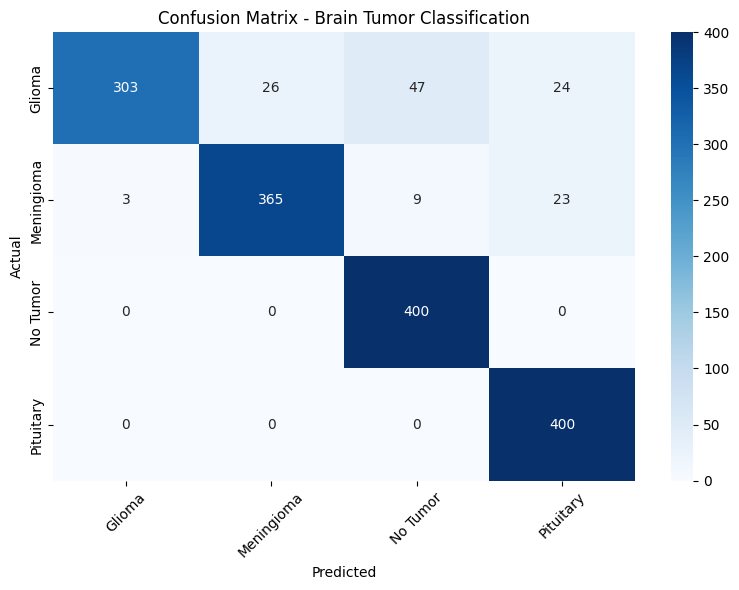 Confusion Matrix - Brain Tumor Classification
Actual
Glioma 303 26 47 24
Meningioma 3 365 9 23
No Tumor 0 0 400 0
Pituitary 0 0 0 400
Glioma Meningioma No Tumor Pituitary
Predicted
400
350
300
250
200
150
100
50
0